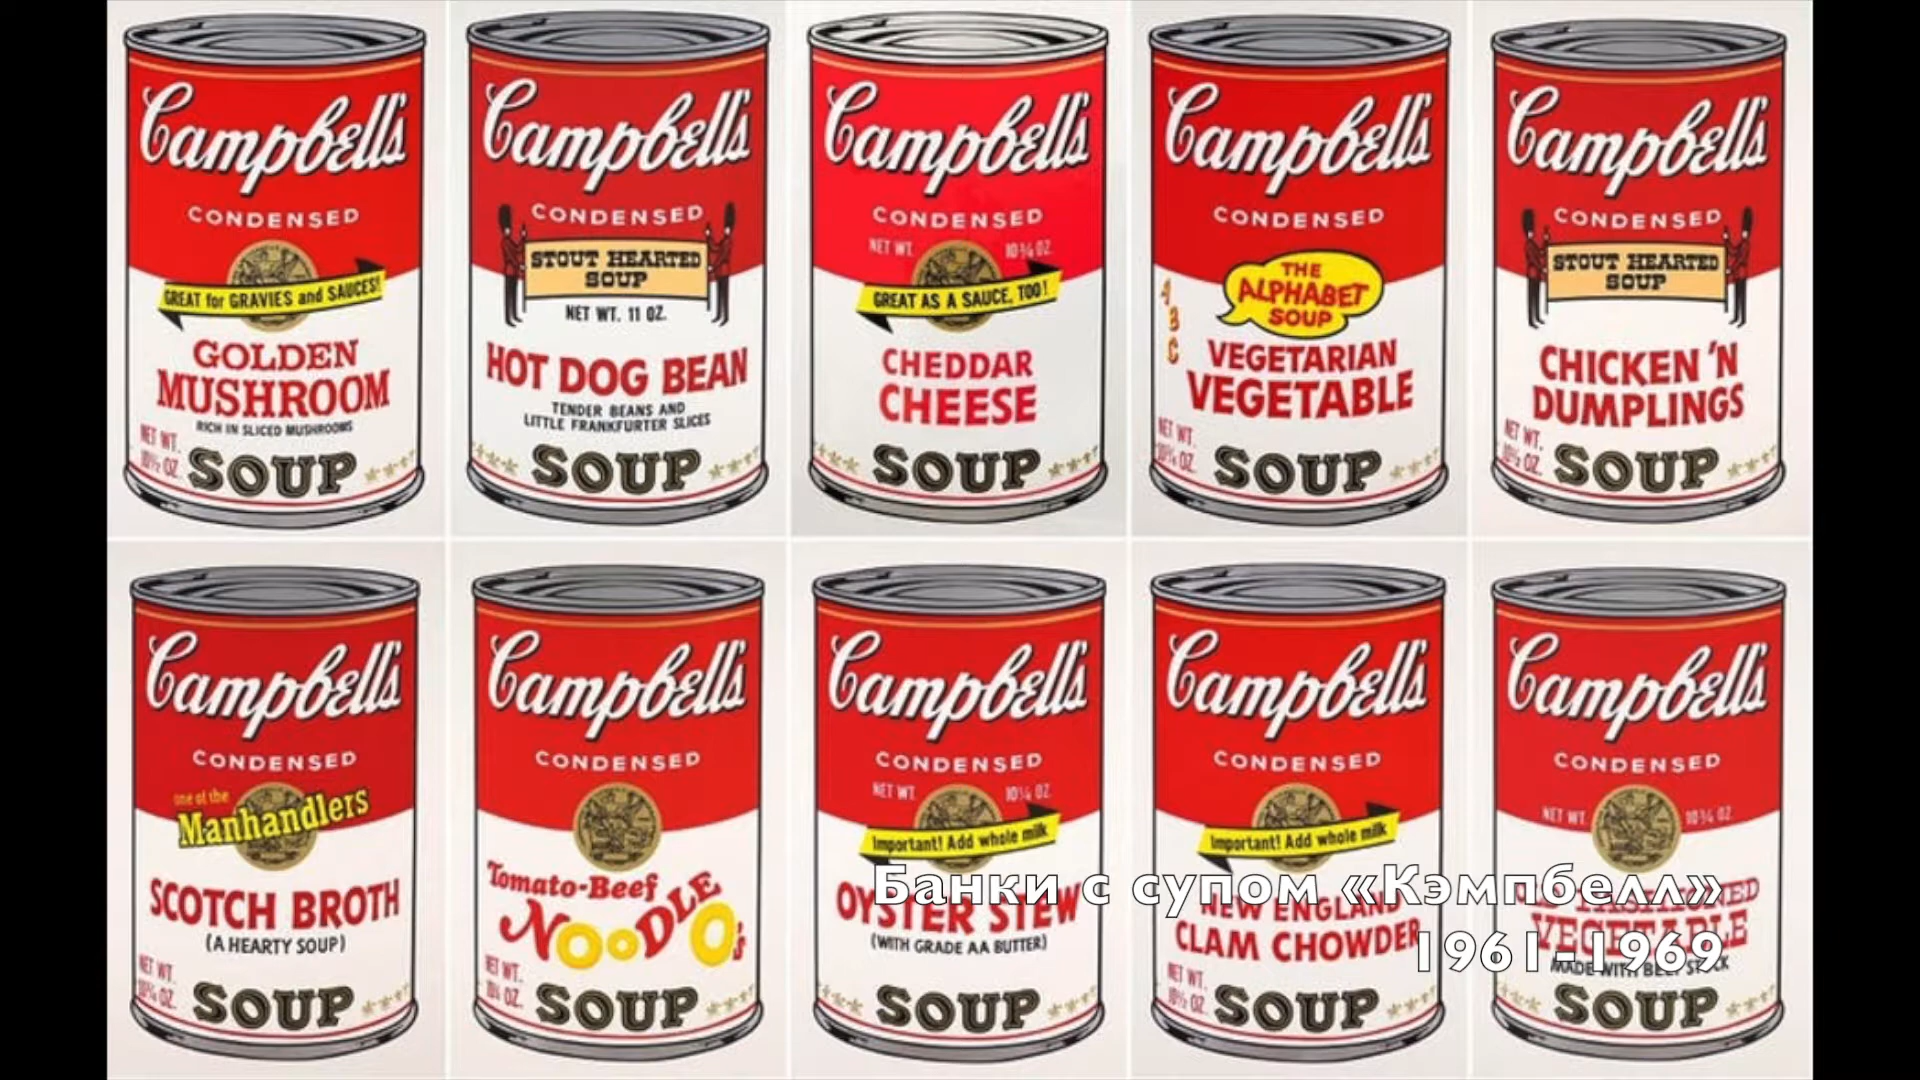 Campbell's
CONDENSED
GREAT for GRAVIES and SAUCES!
GOLDEN
MUSHROOM
RICH IN SLICED MUSHROOMS
NET WT.
10½ OZ.
SOUP
Campbell's
CONDENSED
STOUT HEARTED
SOUP
NET WT. 11 OZ.
HOT DOG BEAN
TENDER BEANS AND
LITTLE FRANKFURTER SLICES
SOUP
Campbell's
CONDENSED
NET WT. 10¾ OZ.
GREAT AS A SAUCE, TOO!
CHEDDAR
CHEESE
SOUP
Campbell's
CONDENSED
THE
ALPHABET
SOUP
A
B
C
VEGETARIAN
VEGETABLE
NET WT.
OZ.
SOUP
Campbell's
CONDENSED
STOUT HEARTED
SOUP
CHICKEN 'N
DUMPLINGS
NET WT.
10½ OZ.
SOUP
Campbell's
CONDENSED
one of the
Manhandlers
SCOTCH BROTH
(A HEARTY SOUP)
NET WT.
OZ.
SOUP
Campbell's
CONDENSED
Tomato-Beef
NOODLE O's
NET WT.
OZ.
SOUP
Campbell's
CONDENSED
NET WT. 10¼ OZ.
Important! Add whole milk
OYSTER STEW
(WITH GRADE AA BUTTER)
SOUP
Campbell's
CONDENSED
Important! Add whole milk
NEW ENGLAND
CLAM CHOWDER
NET WT.
10½ OZ.
SOUP
Campbell's
CONDENSED
NET WT. 10¾ OZ.
VEGETABLE
MADE WITH BEEF STOCK
SOUP
Банки с супом «Кэмпбелл»
1961-1969